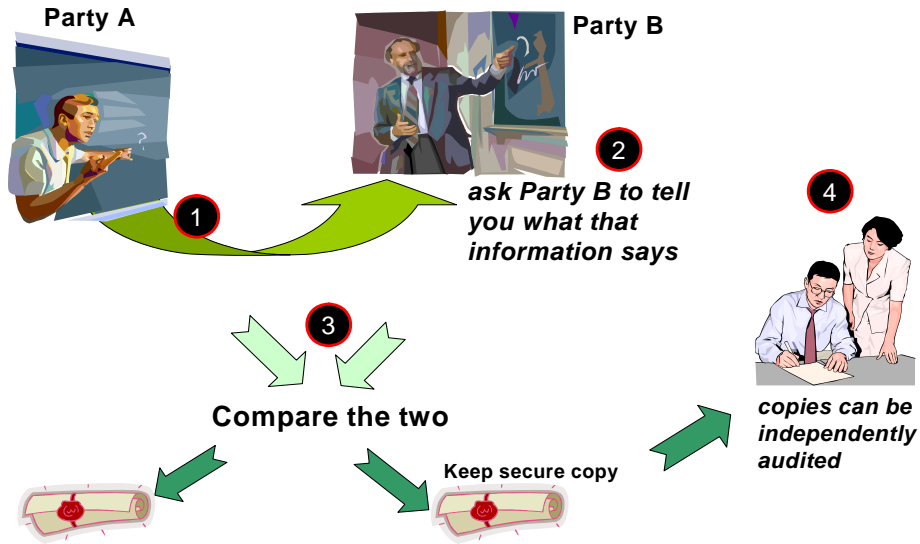 Party A
Party B
1
2
ask Party B to tell
you what that
information says
3
4
Compare the two
copies can be
independently
audited
Keep secure copy